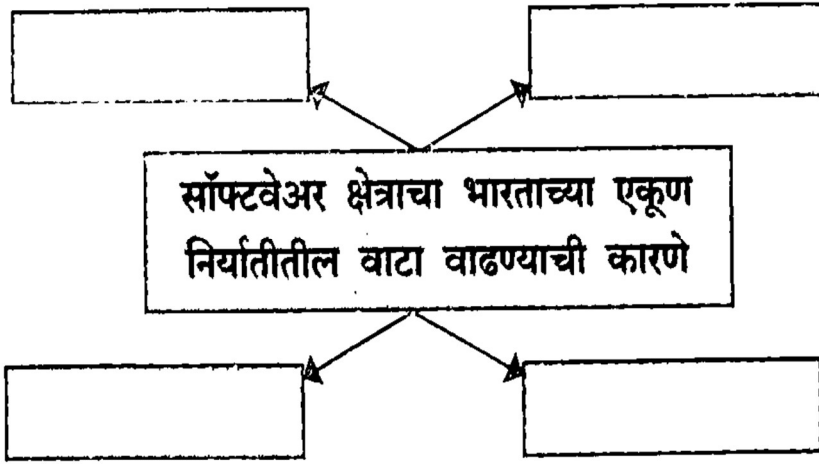 सॉफ्टवेअर क्षेत्राचा भारताच्या एकूण
निर्यातीतील वाटा वाढण्याची कारणे